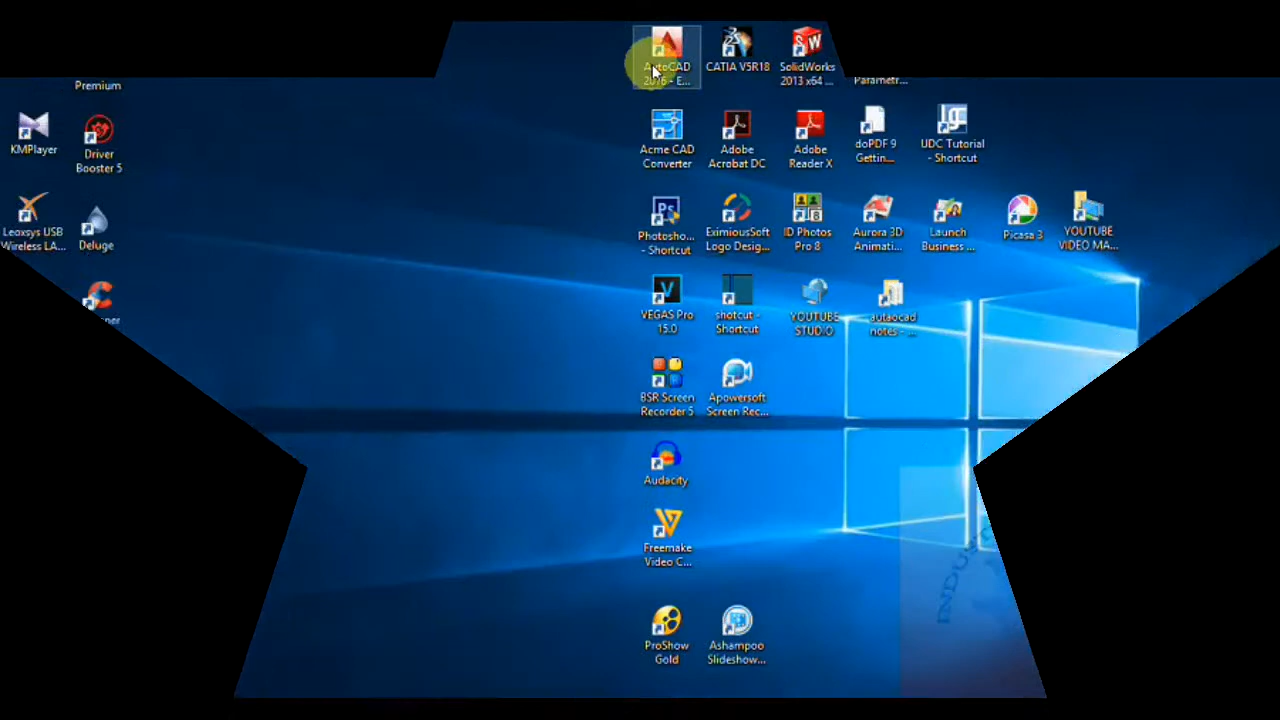 Premium
KMPlayer
Driver
Booster 5
Leoxsys USB
Wireless LA...
Deluge
AutoCAD
2016 - E...
CATIA V5R18
SolidWorks
2013 x64 ...
Parametri...
Acme CAD
Converter
Adobe
Acrobat DC
Adobe
Reader X
doPDF 9
Gettin...
UDC Tutorial
- Shortcut
Photosho...
- Shortcut
EximiousSoft
Logo Desig...
ID Photos
Pro 8
Aurora 3D
Animati...
Launch
Business ...
Picasa 3
YOUTUBE
VIDEO MA...
VEGAS Pro
15.0
shotcut -
Shortcut
YOUTUBE
STUDIO
autaocad
notes - ...
BSR Screen
Recorder 5
Apowersoft
Screen Rec...
Audacity
Freemake
Video C...
ProShow
Gold
Ashampoo
Slideshow...